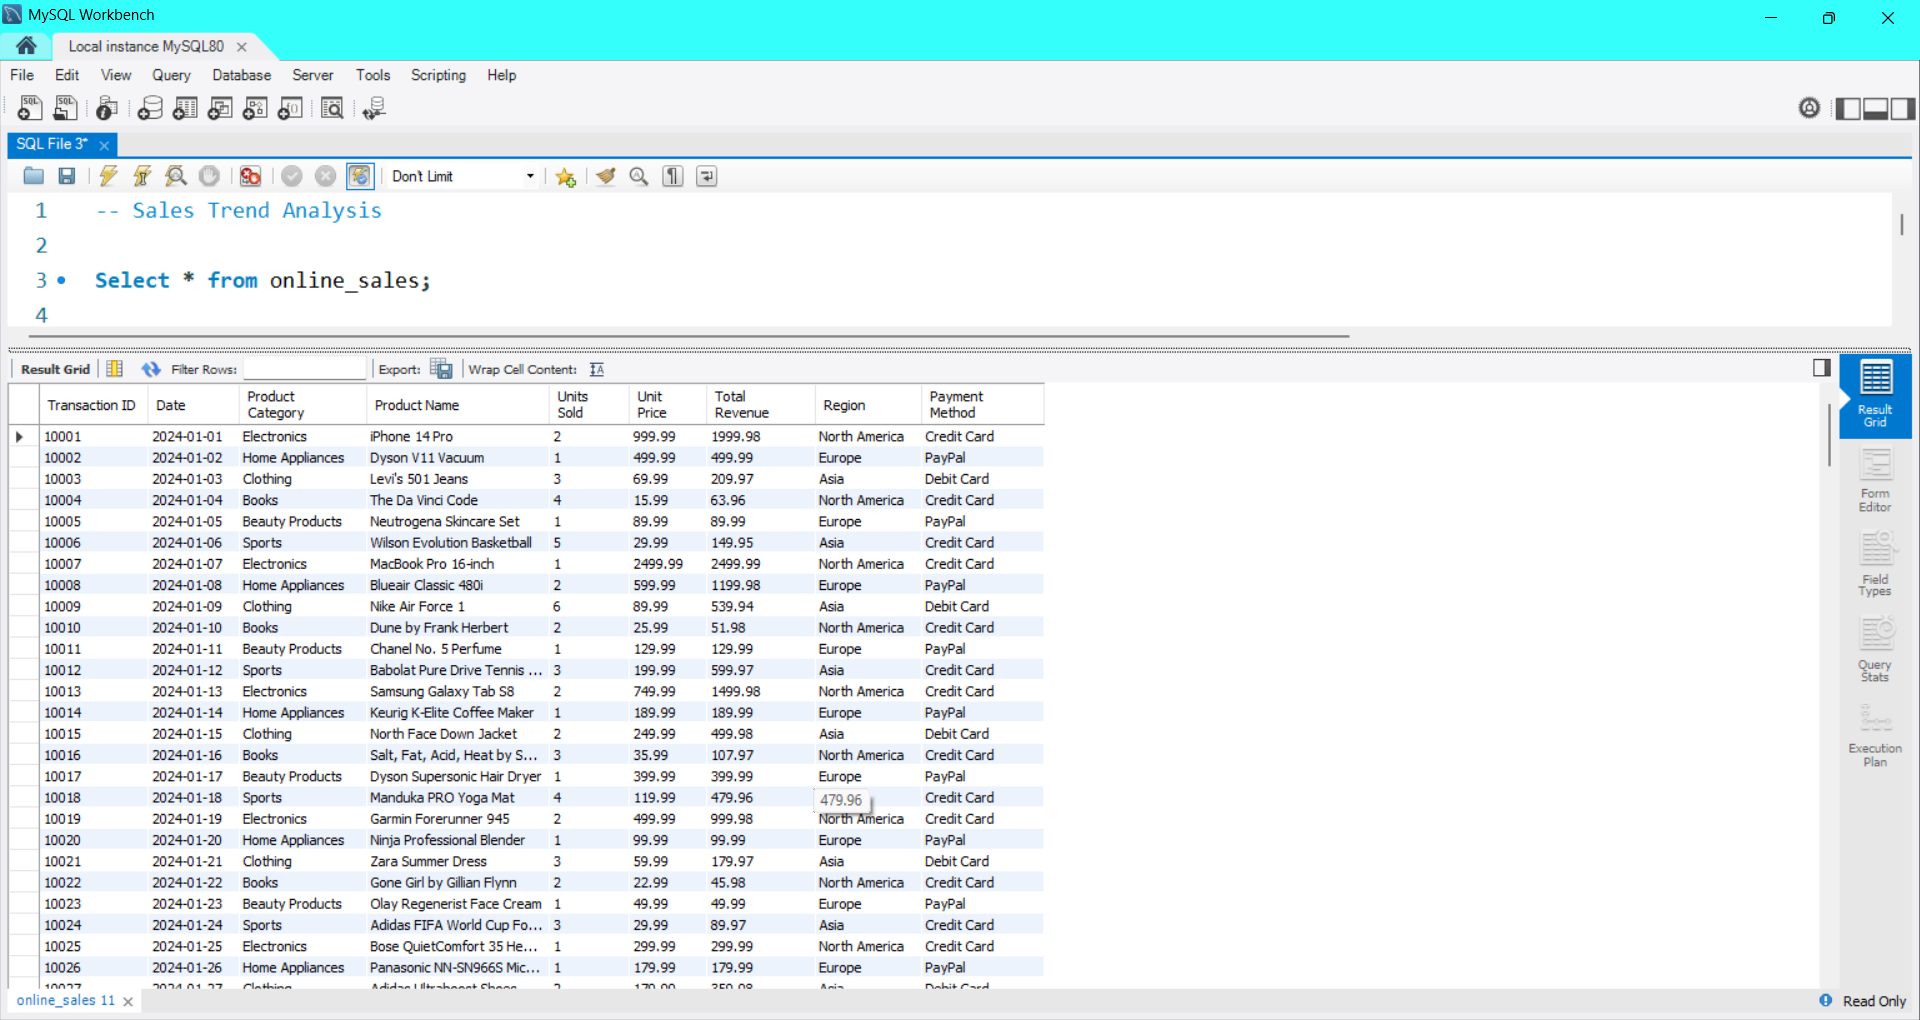 MySQL Workbench
Local instance MySQL80
File Edit View Query Database Server Tools Scripting Help
SQL File 3*
Don't Limit
1 -- Sales Trend Analysis
2
3 Select * from online_sales;
4
Result Grid Filter Rows: Export: Wrap Cell Content:
Transaction ID Date Product Category Product Name Units Sold Unit Price Total Revenue Region Payment Method
10001 2024-01-01 Electronics iPhone 14 Pro 2 999.99 1999.98 North America Credit Card
10002 2024-01-02 Home Appliances Dyson V11 Vacuum 1 499.99 499.99 Europe PayPal
10003 2024-01-03 Clothing Levi's 501 Jeans 3 69.99 209.97 Asia Debit Card
10004 2024-01-04 Books The Da Vinci Code 4 15.99 63.96 North America Credit Card
10005 2024-01-05 Beauty Products Neutrogena Skincare Set 1 89.99 89.99 Europe PayPal
10006 2024-01-06 Sports Wilson Evolution Basketball 5 29.99 149.95 Asia Credit Card
10007 2024-01-07 Electronics MacBook Pro 16-inch 1 2499.99 2499.99 North America Credit Card
10008 2024-01-08 Home Appliances Blueair Classic 480i 2 599.99 1199.98 Europe PayPal
10009 2024-01-09 Clothing Nike Air Force 1 6 89.99 539.94 Asia Debit Card
10010 2024-01-10 Books Dune by Frank Herbert 2 25.99 51.98 North America Credit Card
10011 2024-01-11 Beauty Products Chanel No. 5 Perfume 1 129.99 129.99 Europe PayPal
10012 2024-01-12 Sports Babolat Pure Drive Tennis ... 3 199.99 599.97 Asia Credit Card
10013 2024-01-13 Electronics Samsung Galaxy Tab S8 2 749.99 1499.98 North America Credit Card
10014 2024-01-14 Home Appliances Keurig K-Elite Coffee Maker 1 189.99 189.99 Europe PayPal
10015 2024-01-15 Clothing North Face Down Jacket 2 249.99 499.98 Asia Debit Card
10016 2024-01-16 Books Salt, Fat, Acid, Heat by S... 3 35.99 107.97 North America Credit Card
10017 2024-01-17 Beauty Products Dyson Supersonic Hair Dryer 1 399.99 399.99 Europe PayPal
10018 2024-01-18 Sports Manduka PRO Yoga Mat 4 119.99 479.96 479.96 Credit Card
10019 2024-01-19 Electronics Garmin Forerunner 945 2 499.99 999.98 North America Credit Card
10020 2024-01-20 Home Appliances Ninja Professional Blender 1 99.99 99.99 Europe PayPal
10021 2024-01-21 Clothing Zara Summer Dress 3 59.99 179.97 Asia Debit Card
10022 2024-01-22 Books Gone Girl by Gillian Flynn 2 22.99 45.98 North America Credit Card
10023 2024-01-23 Beauty Products Olay Regenerist Face Cream 1 49.99 49.99 Europe PayPal
10024 2024-01-24 Sports Adidas FIFA World Cup Fo... 3 29.99 89.97 Asia Credit Card
10025 2024-01-25 Electronics Bose QuietComfort 35 He... 1 299.99 299.99 North America Credit Card
10026 2024-01-26 Home Appliances Panasonic NN-SN966S Mic... 1 179.99 179.99 Europe PayPal
Result
Grid
Form
Editor
Field
Types
Query
Stats
Execution
Plan
online_sales 11
Read Only